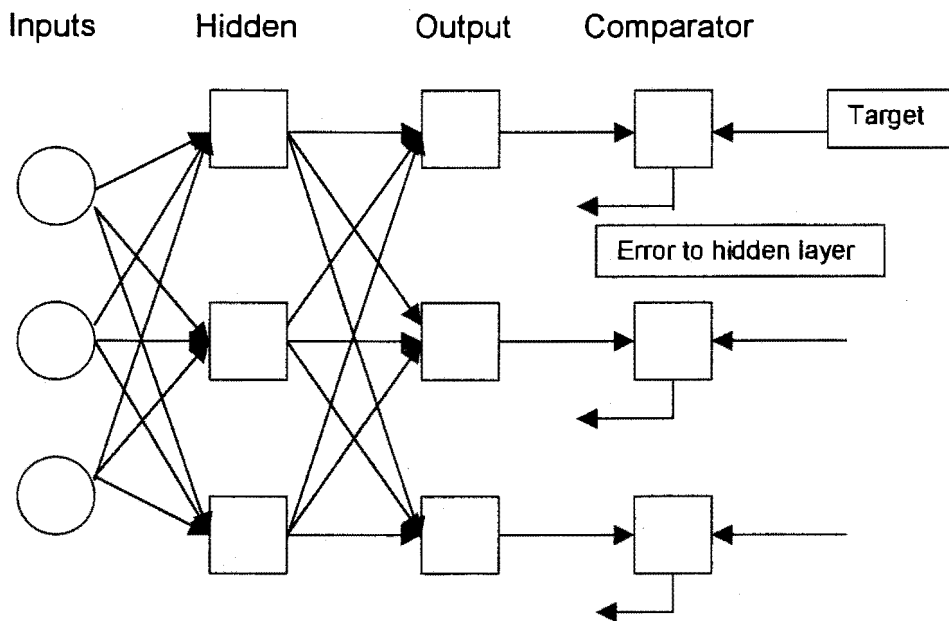 Inputs Hidden Output Comparator
Target
Error to hidden layer